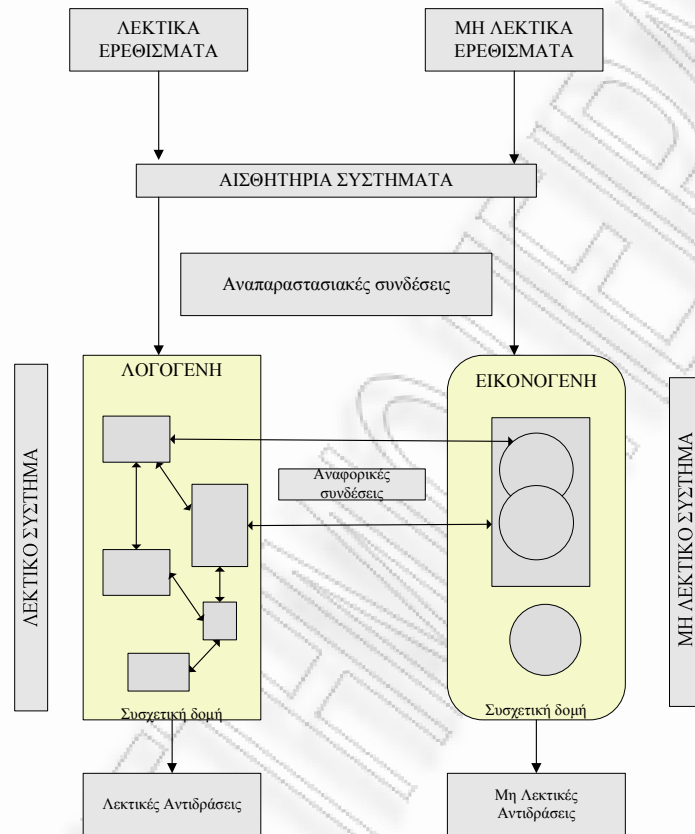 ΛΕΚΤΙΚΑ
ΕΡΕΘΙΣΜΑΤΑ
ΜΗ ΛΕΚΤΙΚΑ
ΕΡΕΘΙΣΜΑΤΑ
ΑΙΣΘΗΤΗΡΙΑ ΣΥΣΤΗΜΑΤΑ
Αναπαραστασιακές συνδέσεις
ΛΕΚΤΙΚΟ ΣΥΣΤΗΜΑ
ΛΟΓΟΓΕΝΗ
ΕΙΚΟΝΟΓΕΝΗ
ΜΗ ΛΕΚΤΙΚΟ ΣΥΣΤΗΜΑ
Αναφορικές
συνδέσεις
Συσχετική δομή
Συσχετική δομή
Λεκτικές Αντιδράσεις
Μη Λεκτικές
Αντιδράσεις